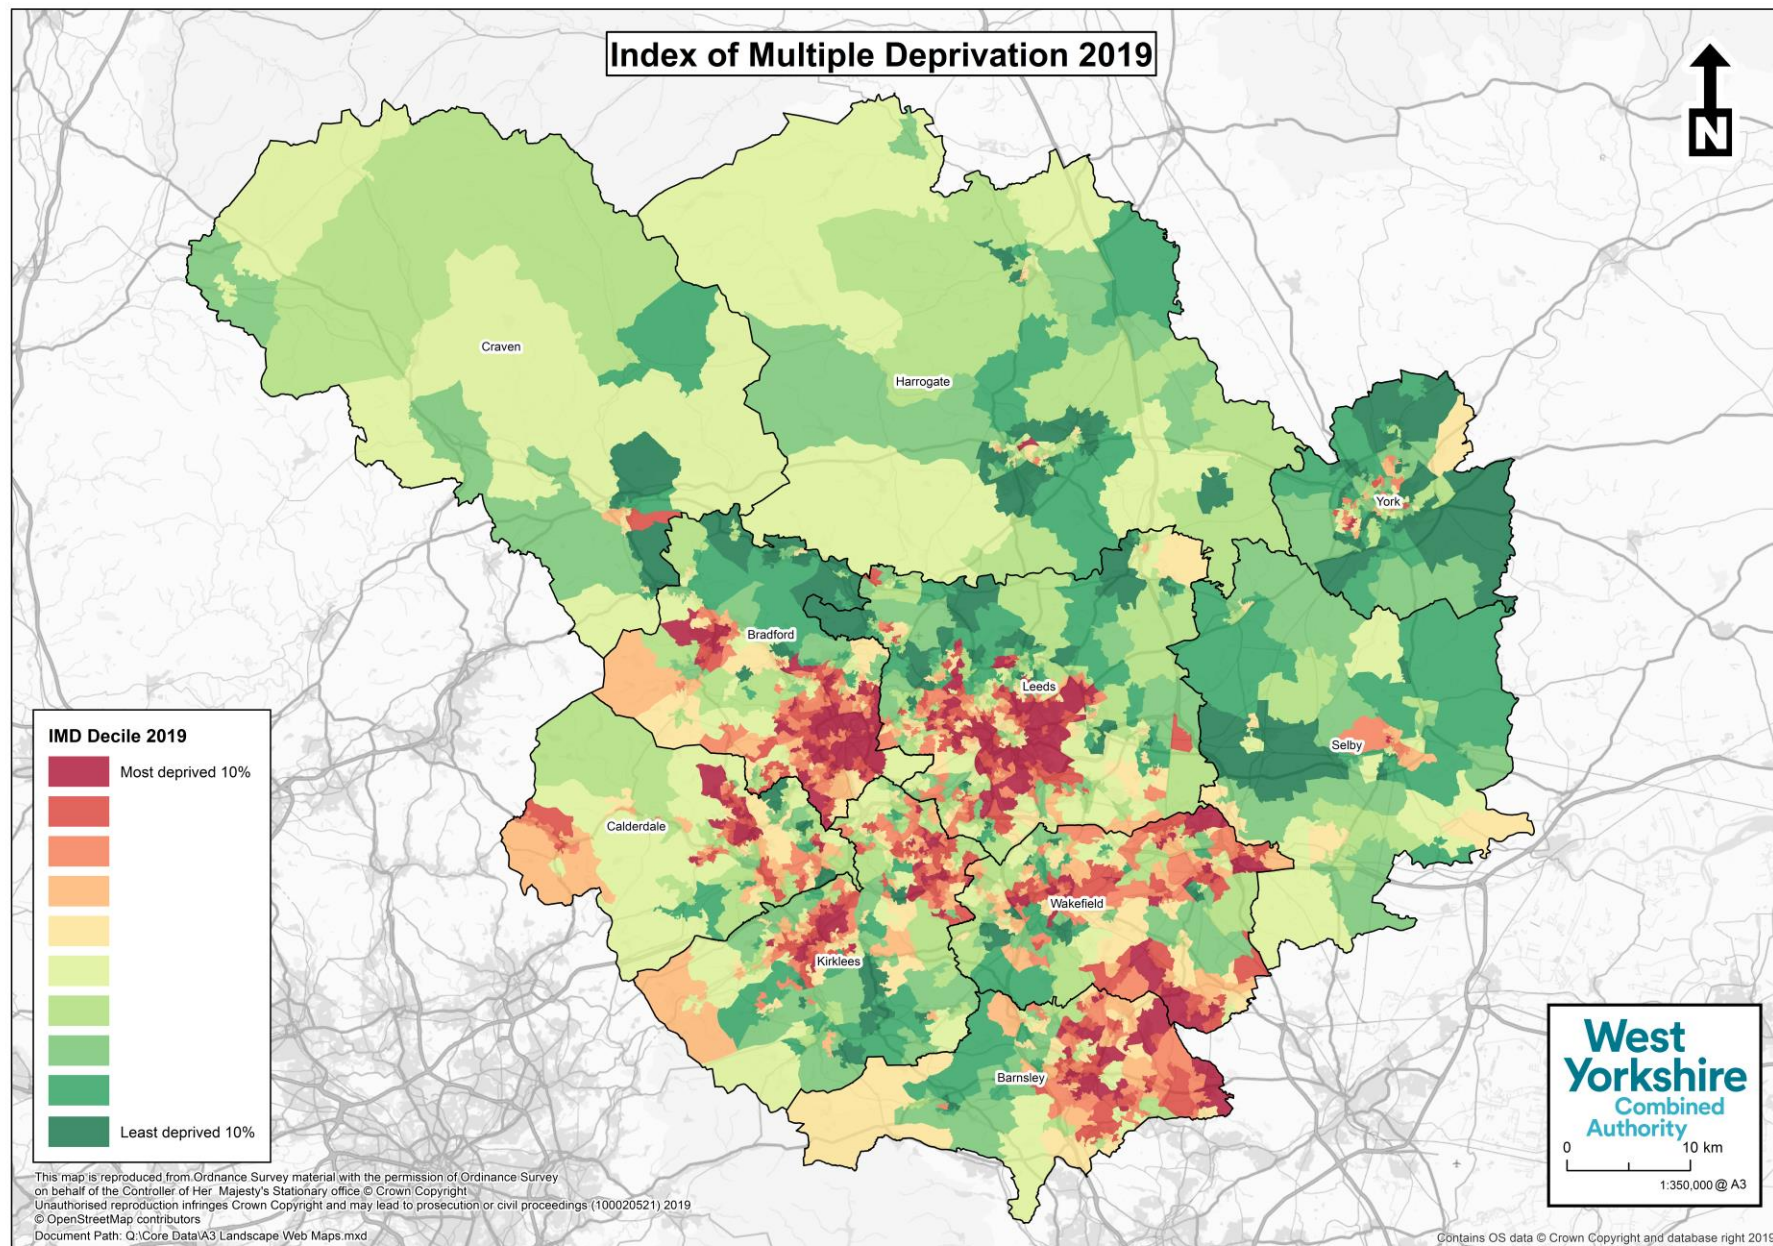 Index of Multiple Deprivation 2019
N
Craven
Harrogate
York
Bradford
Leeds
Selby
Calderdale
Wakefield
Kirklees
Barnsley
IMD Decile 2019
Most deprived 10%
Least deprived 10%
West
Yorkshire
Combined
Authority
0 10 km
1:350,000 @ A3
This map is reproduced from Ordnance Survey material with the permission of Ordinance Survey
on behalf of the Controller of Her Majesty's Stationary office © Crown Copyright
Unauthorised reproduction infringes Crown Copyright and may lead to prosecution or civil proceedings (100020521) 2019
© OpenStreetMap contributors
Document Path: Q:\Core Data\A3 Landscape Web Maps.mxd
Contains OS data © Crown Copyright and database right 2019